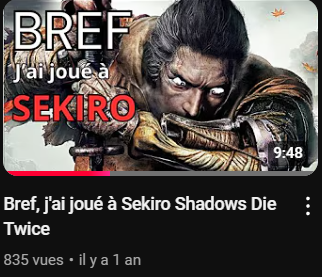 BREF
J'ai joué à
SEKIRO
9:48
Bref, j'ai joué à Sekiro Shadows Die
Twice
835 vues • il y a 1 an